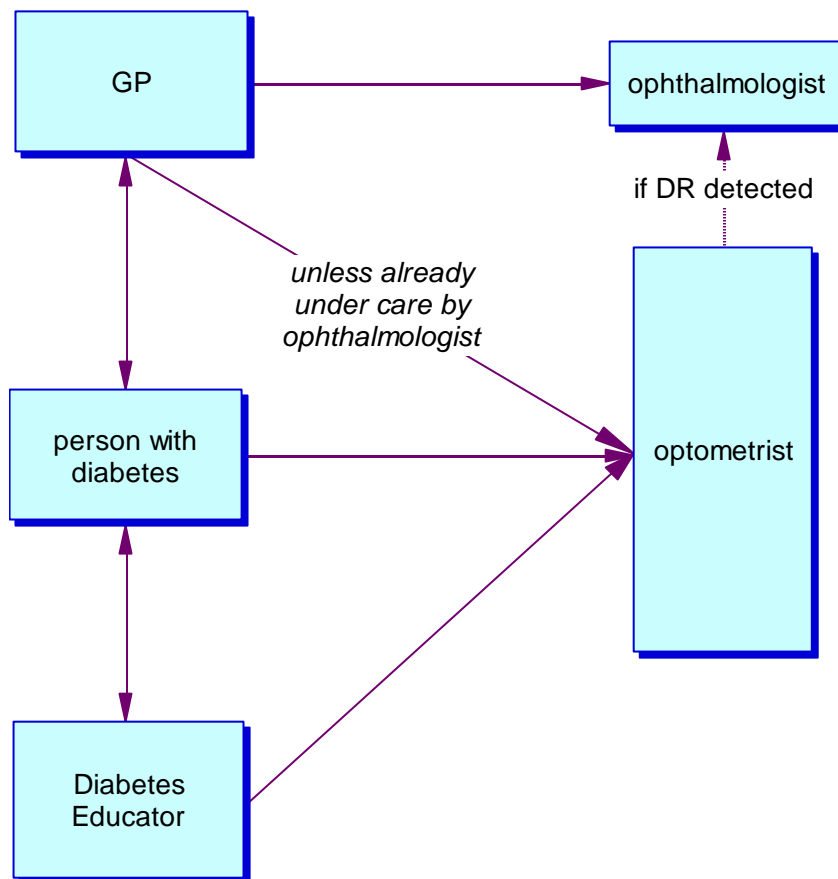 GP
ophthalmologist
if DR detected
unless already
under care by
ophthalmologist
person with
diabetes
optometrist
Diabetes
Educator